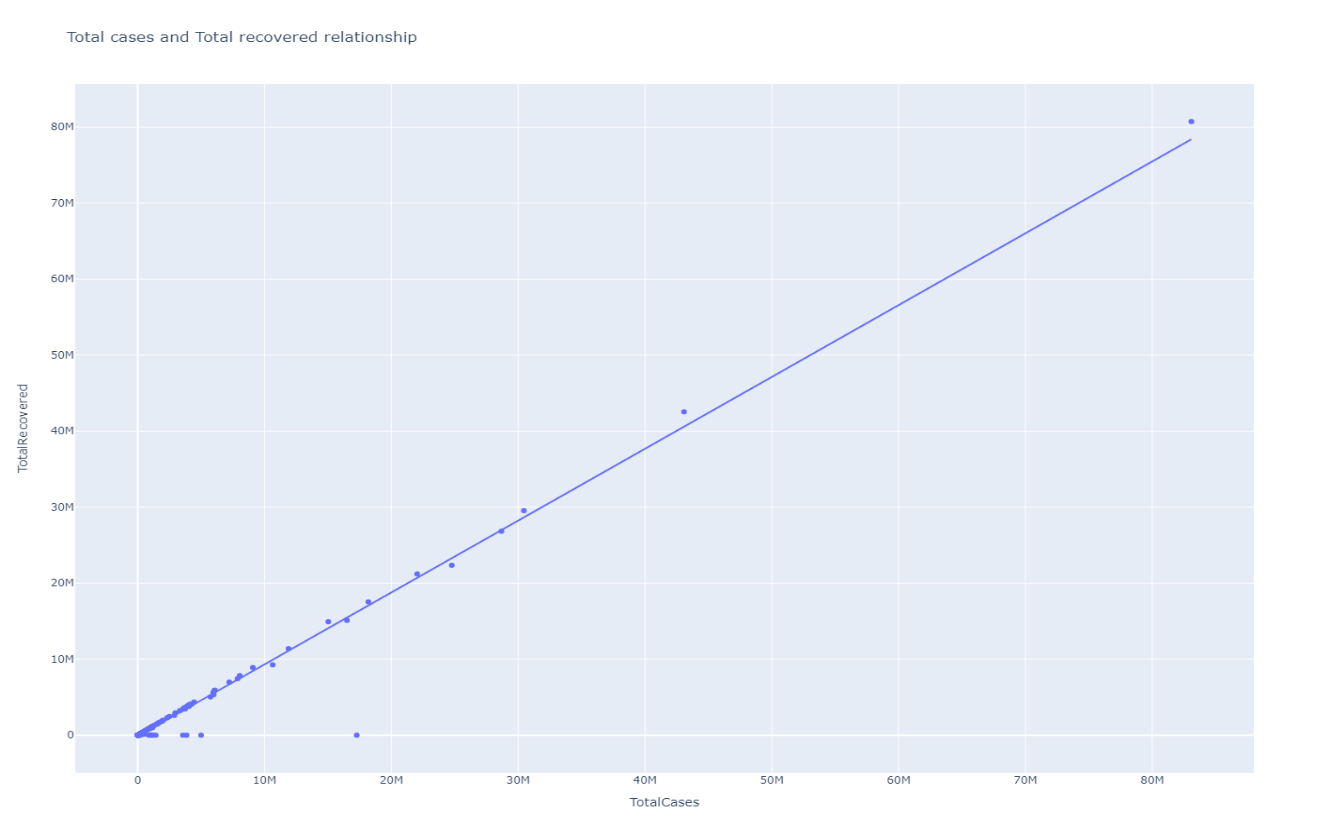 Total cases and Total recovered relationship
80M
70M
60M
50M
40M
30M
20M
10M
0
TotalRecovered
0 10M 20M 30M 40M 50M 60M 70M 80M
TotalCases